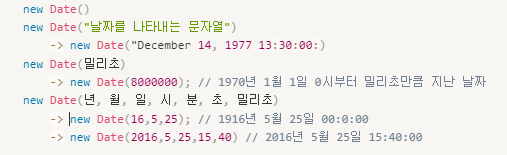 new Date()
new Date("날짜를 나타내는 문자열")
-> new Date("December 14, 1977 13:30:00:)
new Date(밀리초)
-> new Date(8000000); // 1970년 1월 1일 0시부터 밀리초만큼 지난 날짜
new Date(년, 월, 일, 시, 분, 초, 밀리초)
-> new Date(16,5,25); // 1916년 5월 25일 00:0:00
-> new Date(2016,5,25,15,40) // 2016년 5월 25일 15:40:00